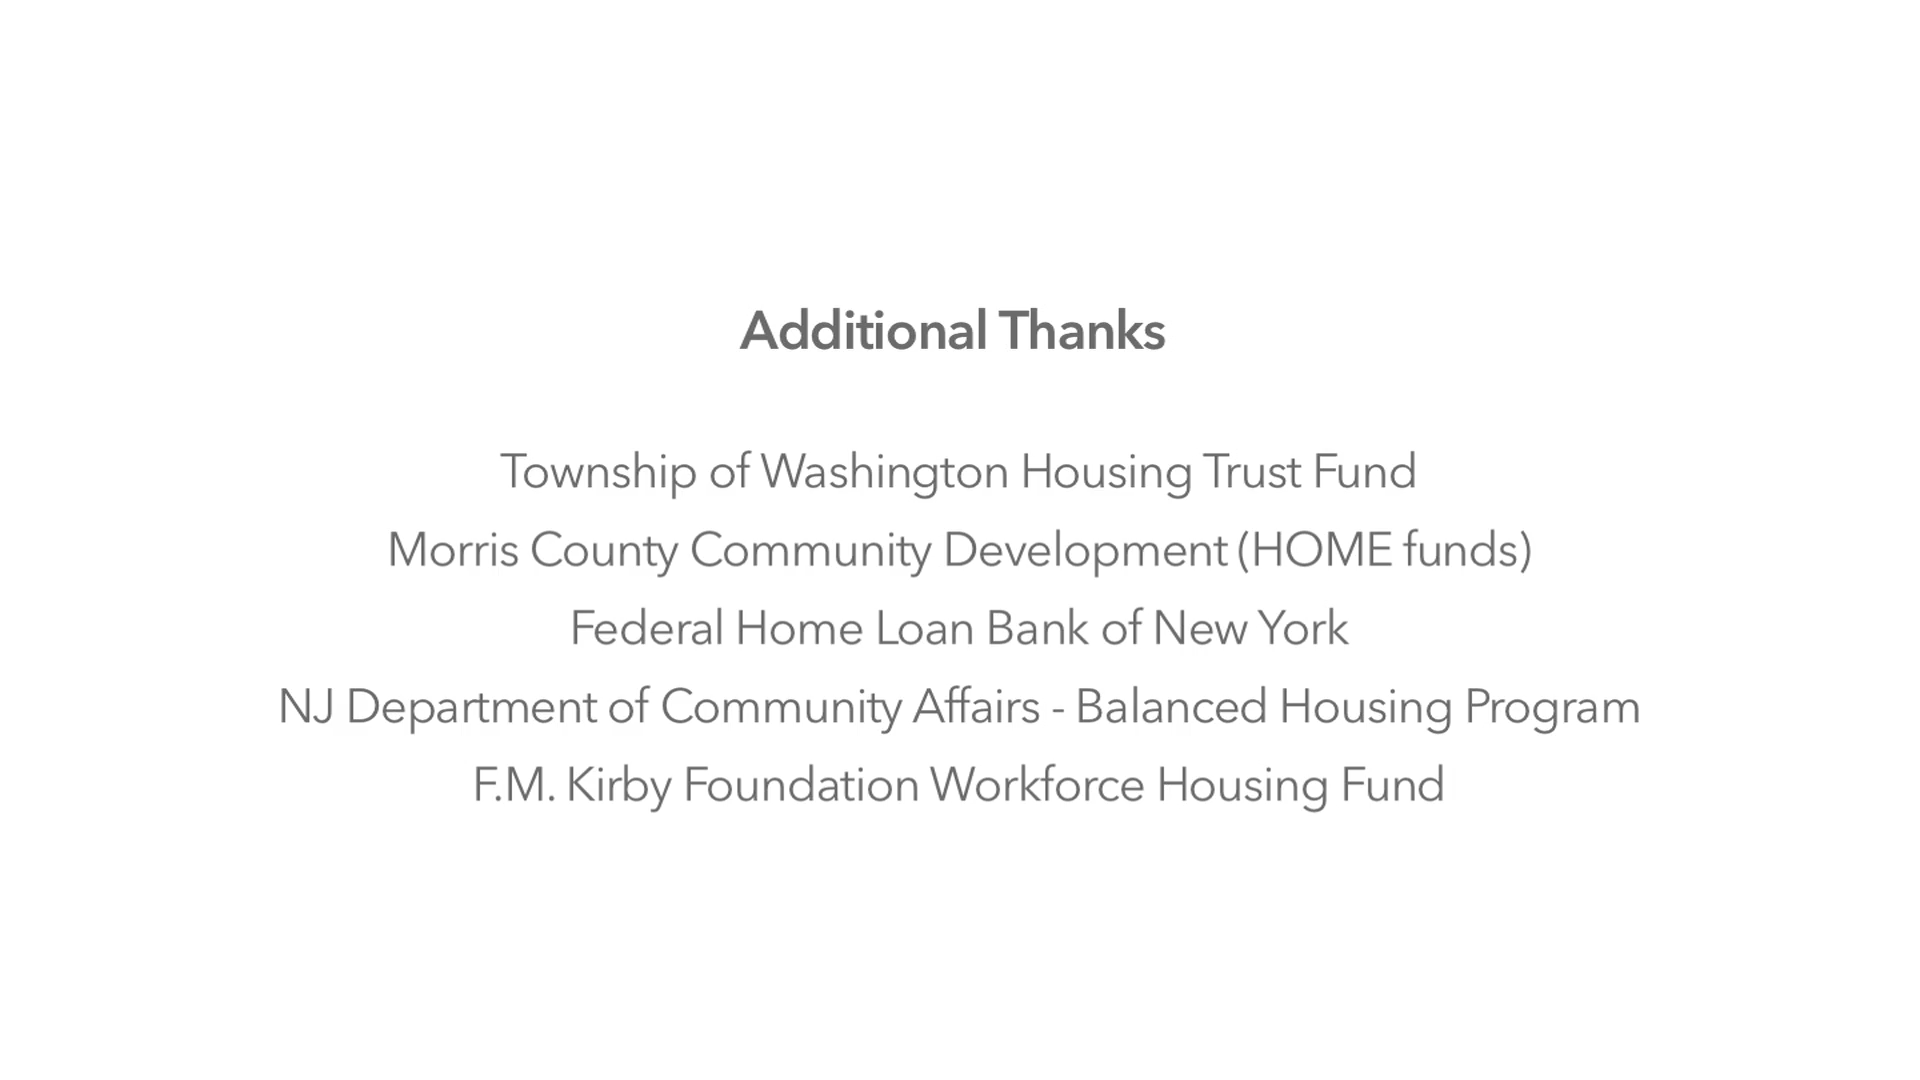 Additional Thanks
Township of Washington Housing Trust Fund
Morris County Community Development (HOME funds)
Federal Home Loan Bank of New York
NJ Department of Community Affairs - Balanced Housing Program
F.M. Kirby Foundation Workforce Housing Fund